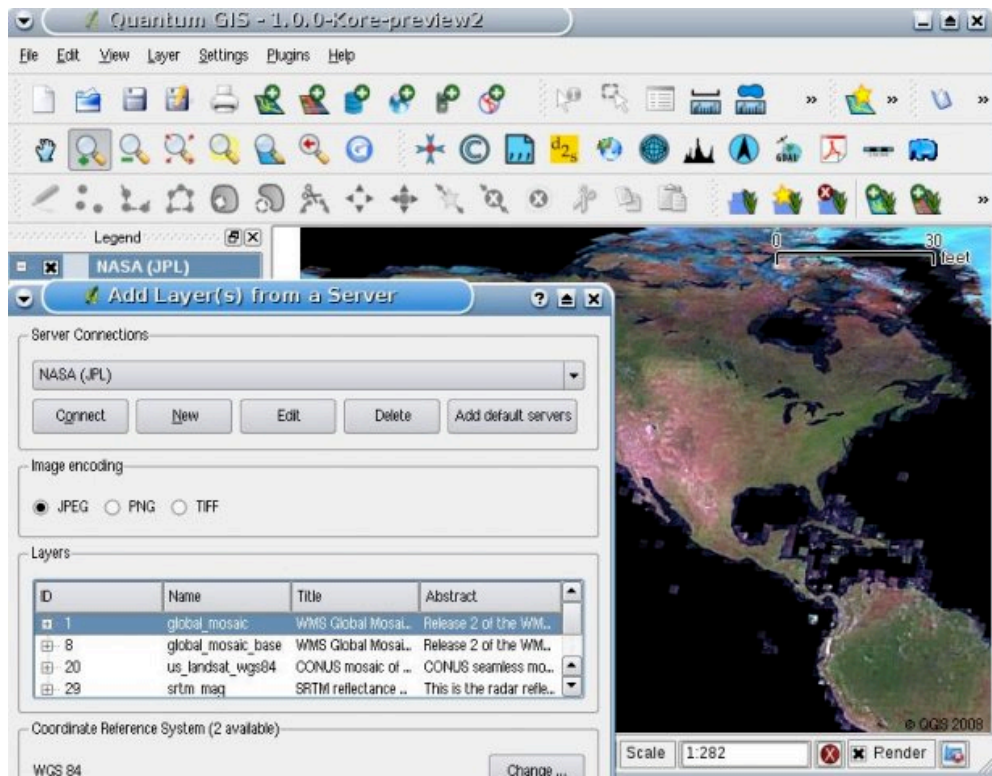 Quantum GIS - 1.0.0-Kore-preview2
File Edit View Layer Settings Plugins Help
Legend
NASA (JPL)
0 30
feet
Add Layer(s) from a Server
Server Connections
NASA (JPL)
Connect New Edit Delete Add default servers
Image encoding
JPEG PNG TIFF
Layers
ID Name Title Abstract
1 global_mosaic WMS Global Mosai... Release 2 of the WM...
8 global_mosaic_base WMS Global Mosai... Release 2 of the WM...
20 us_landsat_wgs84 CONUS mosaic of ... CONUS seamless mo...
29 srtm_mag SRTM reflectance ... This is the radar refle...
Coordinate Reference System (2 available)
WGS 84 Change ...
© QGIS 2008
Scale 1:282 Render